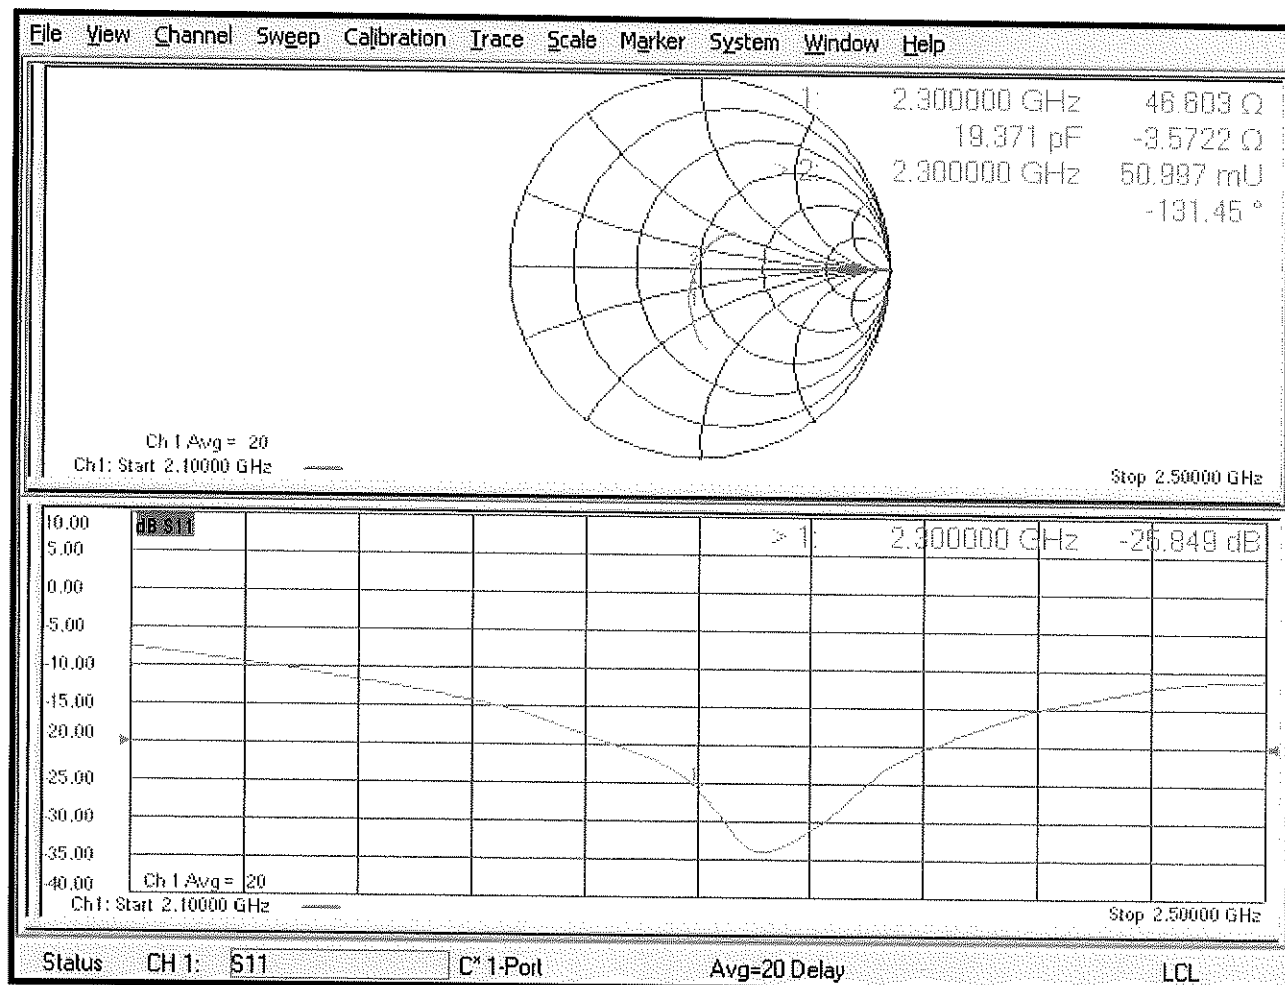 File View Channel Sweep Calibration Trace Scale Marker System Window Help
1: 2.300000 GHz 46.603 Ω
19.371 pF -3.5722 Ω
> 2: 2.300000 GHz 50.997 mU
-131.45 °
Ch 1 Avg = 20
Ch1: Start 2.10000 GHz
Stop 2.50000 GHz
10.00
dB S11
> 1: 2.300000 GHz -25.849 dB
5.00
0.00
-5.00
-10.00
-15.00
-20.00
-25.00
-30.00
-35.00
-40.00
Ch 1 Avg = 20
Ch1: Start 2.10000 GHz
Stop 2.50000 GHz
Status CH 1: S11 C* 1-Port Avg=20 Delay LCL